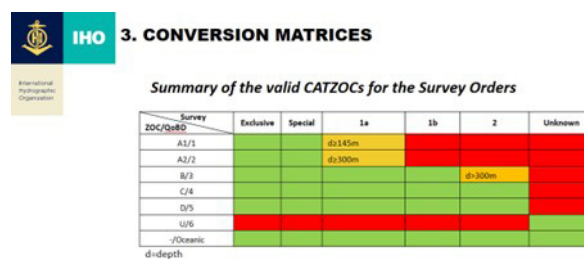 IHO
3. CONVERSION MATRICES
International
Hydrographic
Organization
Summary of the valid CATZOCs for the Survey Orders
Survey
ZOC/QoBD
Exclusive Special 1a 1b 2 Unknown
A1/1 d≥145m
A2/2 d≥300m
B/3 d>300m
C/4
D/5
U/6
-/Oceanic
d=depth